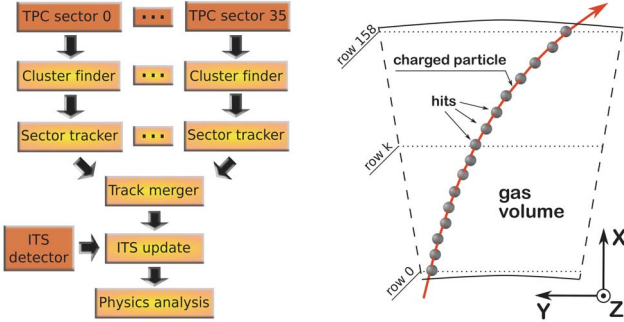 TPC sector 0
...
TPC sector 35
Cluster finder
...
Cluster finder
Sector tracker
...
Sector tracker
Track merger
ITS
detector
ITS update
Physics analysis
row 158
charged particle
hits
row k
gas
volume
row 0
X
Y
Z